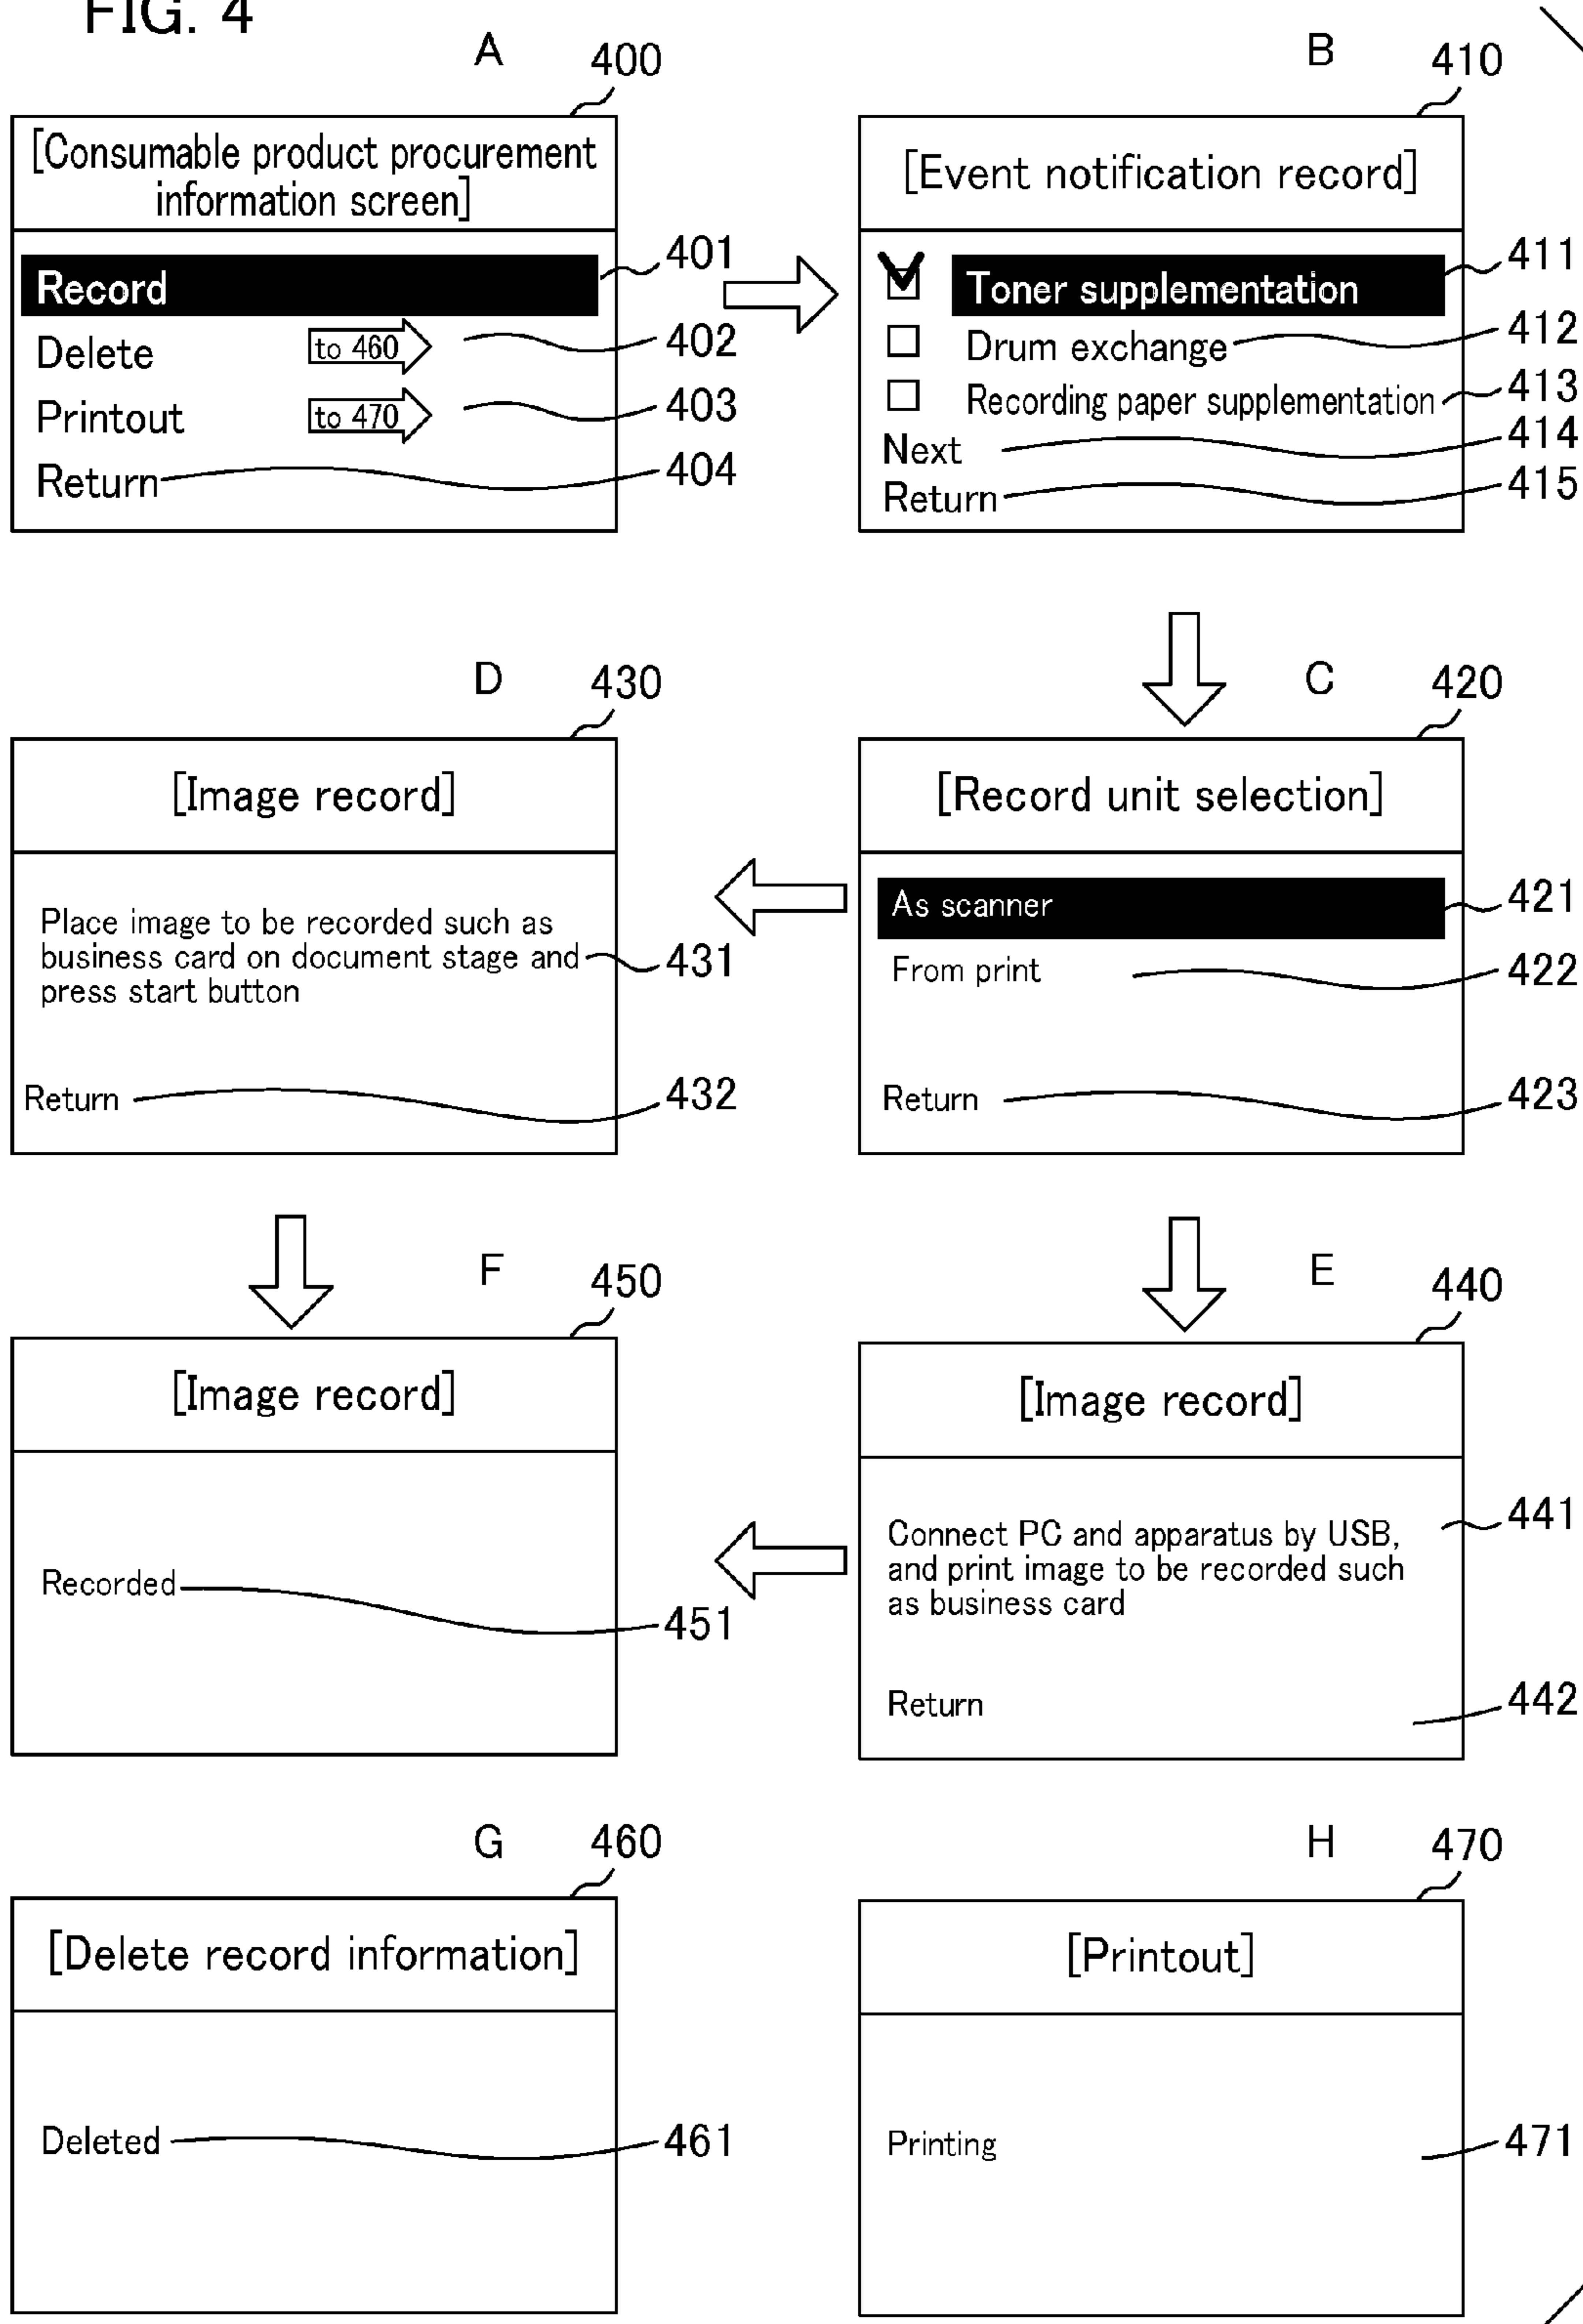 FIG. 4
A 400
[Consumable product procurement
information screen]
Record 401
Delete to 460 402
Printout to 470 403
Return 404
B 410
[Event notification record]
Toner supplementation 411
Drum exchange 412
Recording paper supplementation 413
Next 414
Return 415
D 430
[Image record]
Place image to be recorded such as
business card on document stage and 431
press start button
Return 432
C 420
[Record unit selection]
As scanner 421
From print 422
Return 423
F 450
[Image record]
Recorded 451
E 440
[Image record]
Connect PC and apparatus by USB, 441
and print image to be recorded such
as business card
Return 442
G 460
[Delete record information]
Deleted 461
H 470
[Printout]
Printing 471